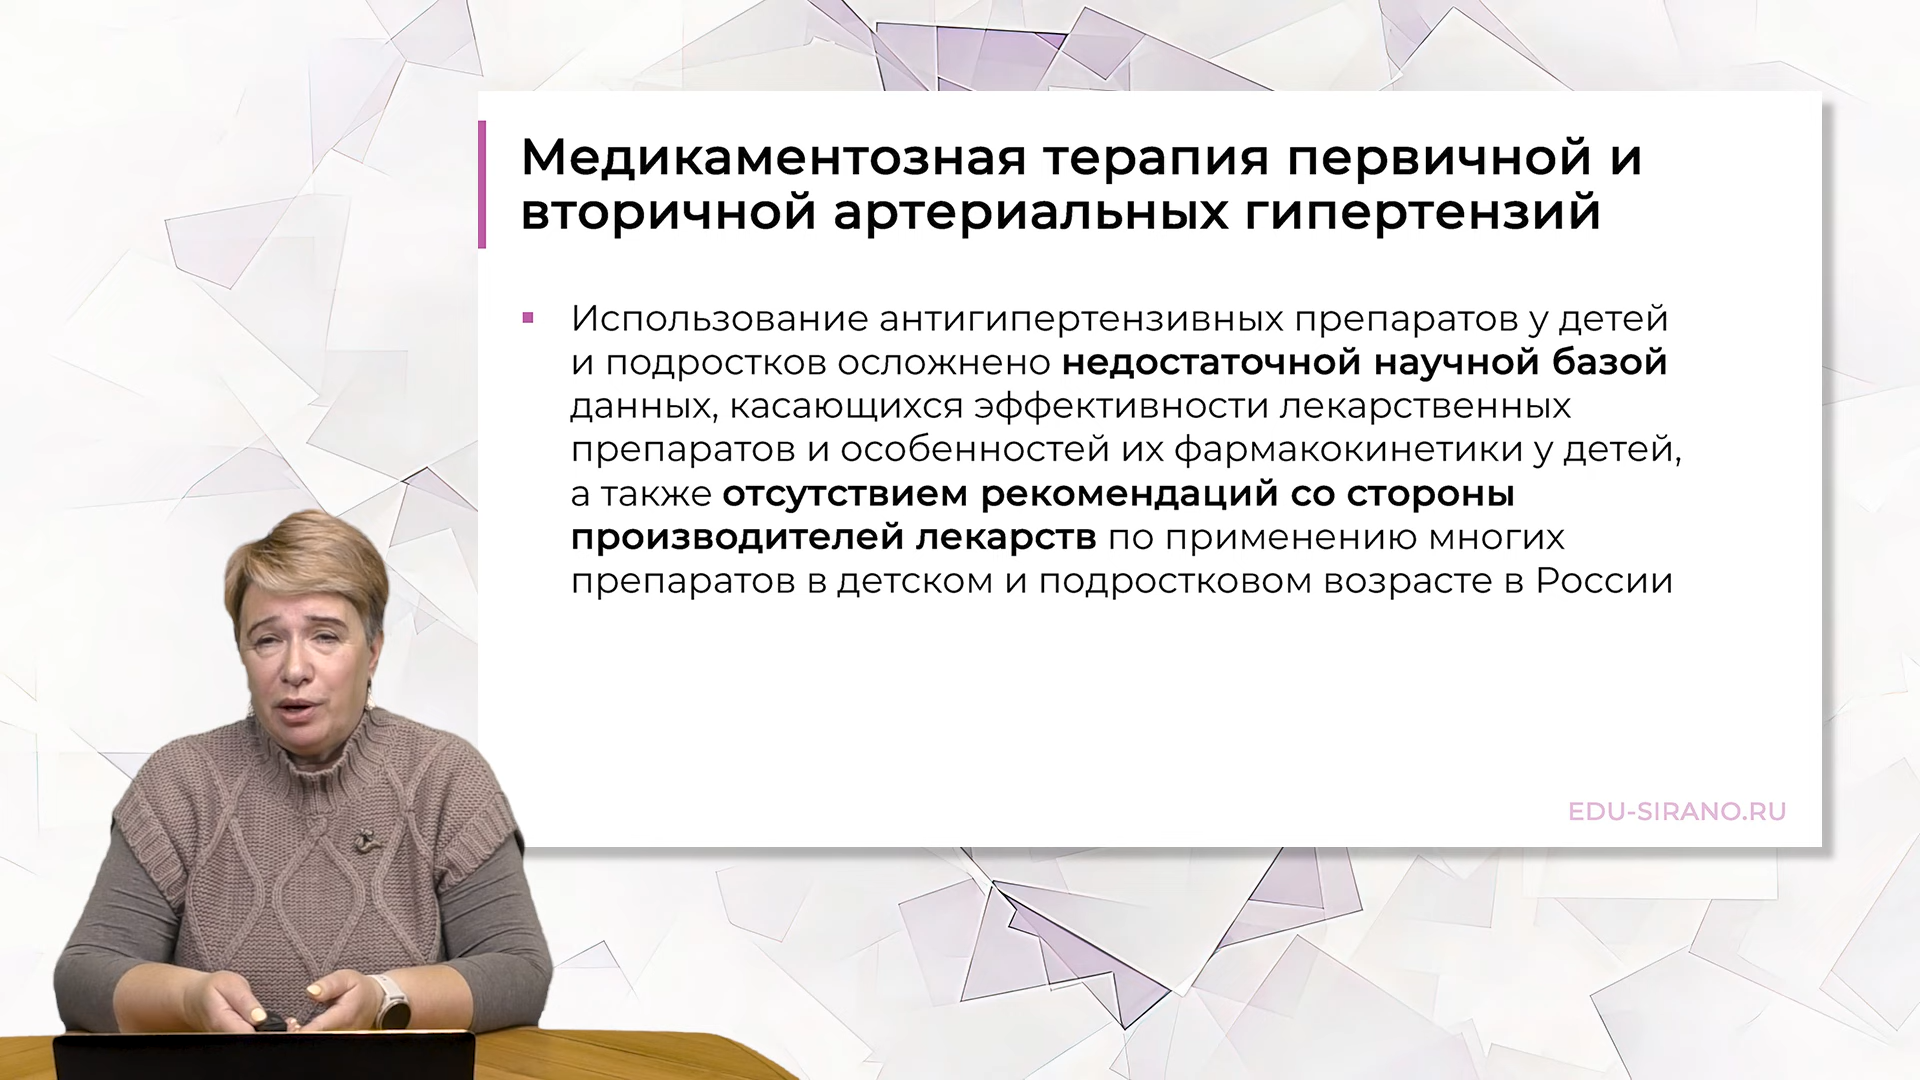 Медикаментозная терапия первичной и
вторичной артериальных гипертензий
Использование антигипертензивных препаратов у детей
и подростков осложнено недостаточной научной базой
данных, касающихся эффективности лекарственных
препаратов и особенностей их фармакокинетики у детей,
а также отсутствием рекомендаций со стороны
производителей лекарств по применению многих
препаратов в детском и подростковом возрасте в России
EDU-SIRANO.RU